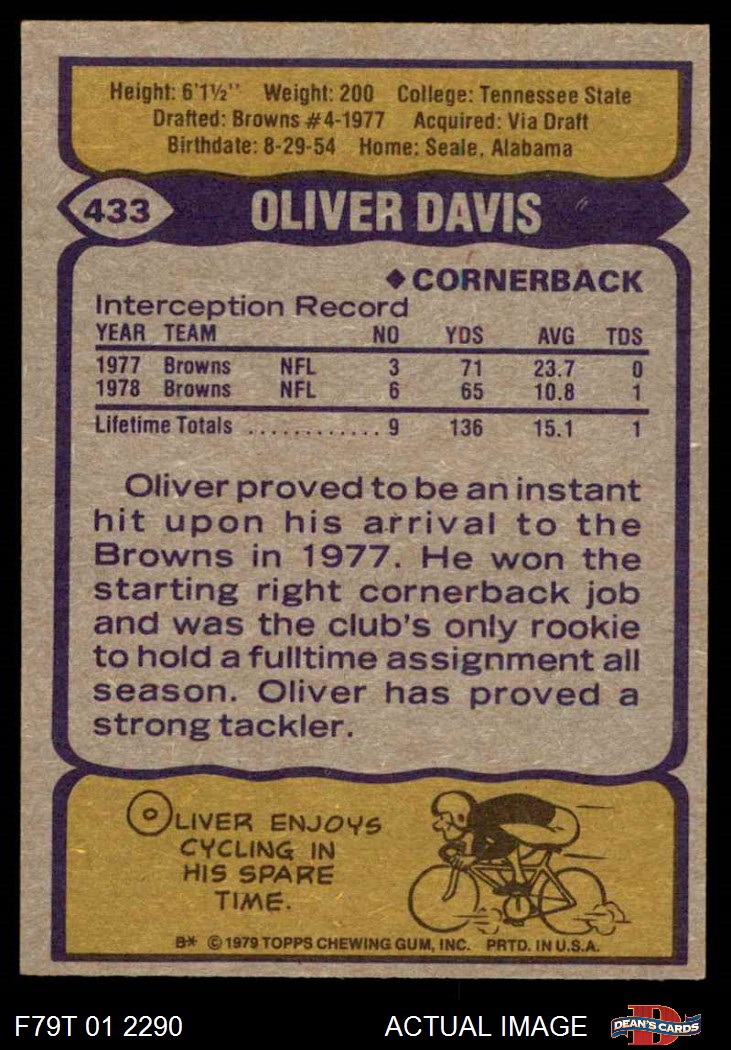 Height: 6'1½" Weight: 200 College: Tennessee State
Drafted: Browns #4-1977 Acquired: Via Draft
Birthdate: 8-29-54 Home: Seale, Alabama
433 OLIVER DAVIS
◆CORNERBACK
Interception Record
YEAR TEAM NO YDS AVG TDS
1977 Browns NFL 3 71 23.7 0
1978 Browns NFL 6 65 10.8 1
Lifetime Totals ............ 9 136 15.1 1
Oliver proved to be an instant
hit upon his arrival to the
Browns in 1977. He won the
starting right cornerback job
and was the club's only rookie
to hold a fulltime assignment all
season. Oliver has proved a
strong tackler.
OLIVER ENJOYS
CYCLING IN
HIS SPARE
TIME.
B* © 1979 TOPPS CHEWING GUM, INC. PRTD. IN U.S.A.
F79T 01 2290 ACTUAL IMAGE D DEAN'S CARDS